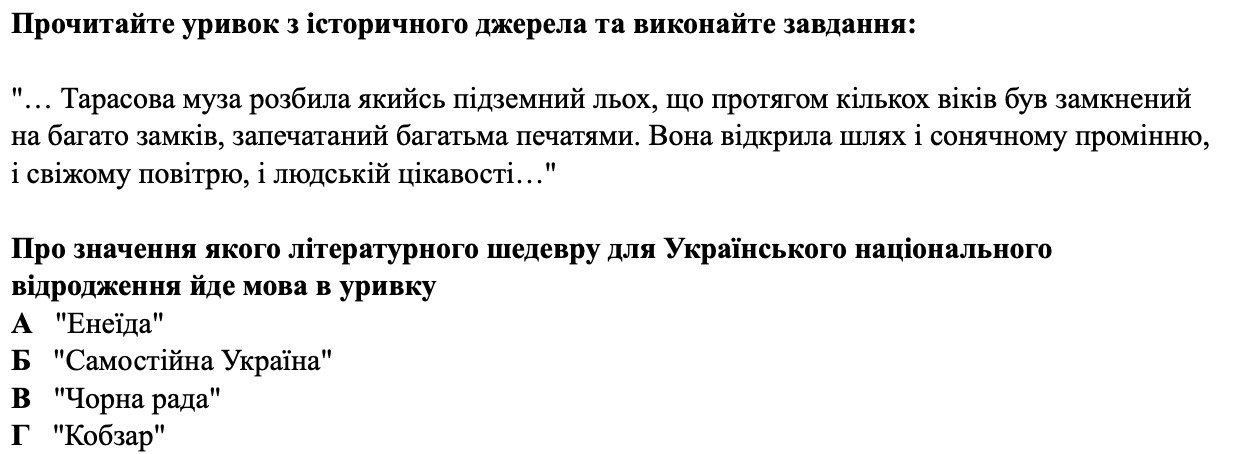 Прочитайте уривок з історичного джерела та виконайте завдання:
"… Тарасова муза розбила якийсь підземний льох, що протягом кількох віків був замкнений
на багато замків, запечатаний багатьма печатями. Вона відкрила шлях і сонячному промінню,
і свіжому повітрю, і людській цікавості…"
Про значення якого літературного шедевру для Українського національного
відродження йде мова в уривку
А "Енеїда"
Б "Самостійна Україна"
В "Чорна рада"
Г "Кобзар"